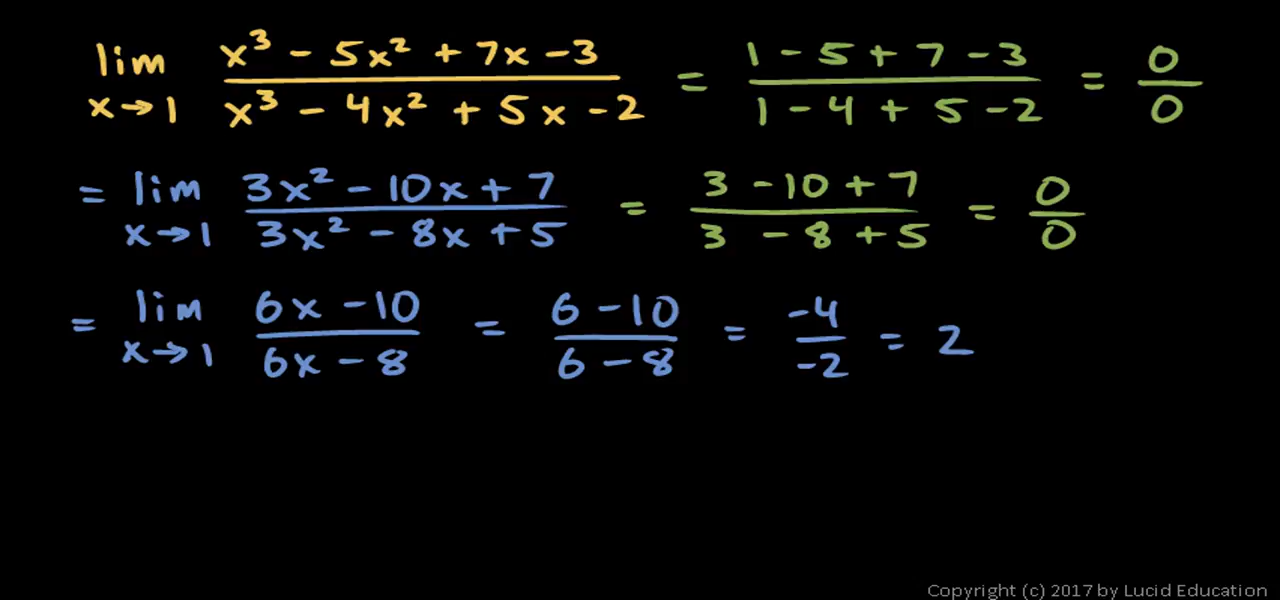 lim x→1 (x³ - 5x² + 7x - 3)/(x³ - 4x² + 5x - 2) = (1 - 5 + 7 - 3)/(1 - 4 + 5 - 2) = 0/0
= lim x→1 (3x² - 10x + 7)/(3x² - 8x + 5) = (3 - 10 + 7)/(3 - 8 + 5) = 0/0
= lim x→1 (6x - 10)/(6x - 8) = (6 - 10)/(6 - 8) = -4/-2 = 2
Copyright (c) 2017 by Lucid Education